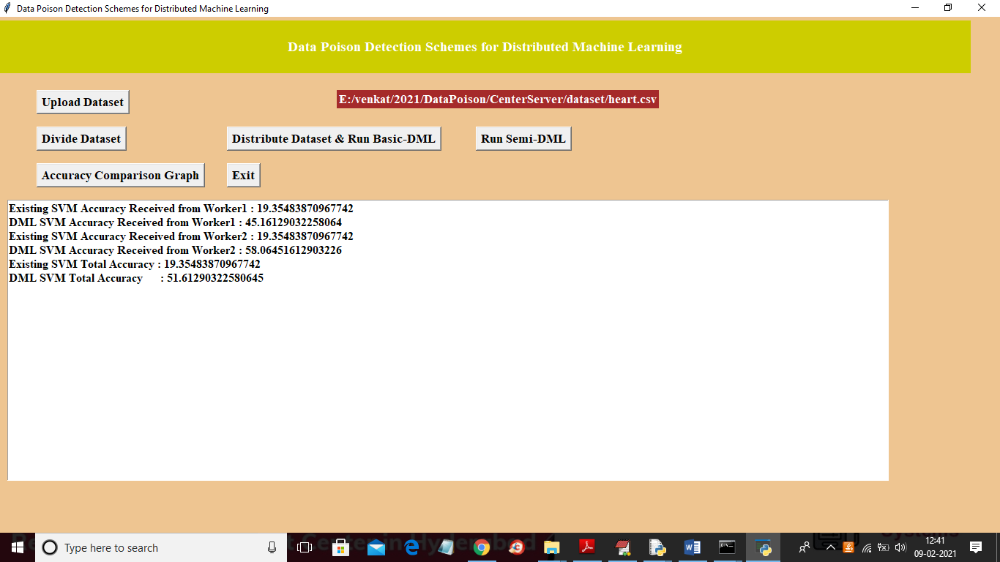 Data Poison Detection Schemes for Distributed Machine Learning
Data Poison Detection Schemes for Distributed Machine Learning
Upload Dataset
E:/venkat/2021/DataPoison/CenterServer/dataset/heart.csv
Divide Dataset
Distribute Dataset & Run Basic-DML
Run Semi-DML
Accuracy Comparison Graph
Exit
Existing SVM Accuracy Received from Worker1 : 19.35483870967742
DML SVM Accuracy Received from Worker1 : 45.16129032258064
Existing SVM Accuracy Received from Worker2 : 19.35483870967742
DML SVM Accuracy Received from Worker2 : 58.06451612903226
Existing SVM Total Accuracy : 19.35483870967742
DML SVM Total Accuracy : 51.61290322580645
Type here to search
12:41
09-02-2021